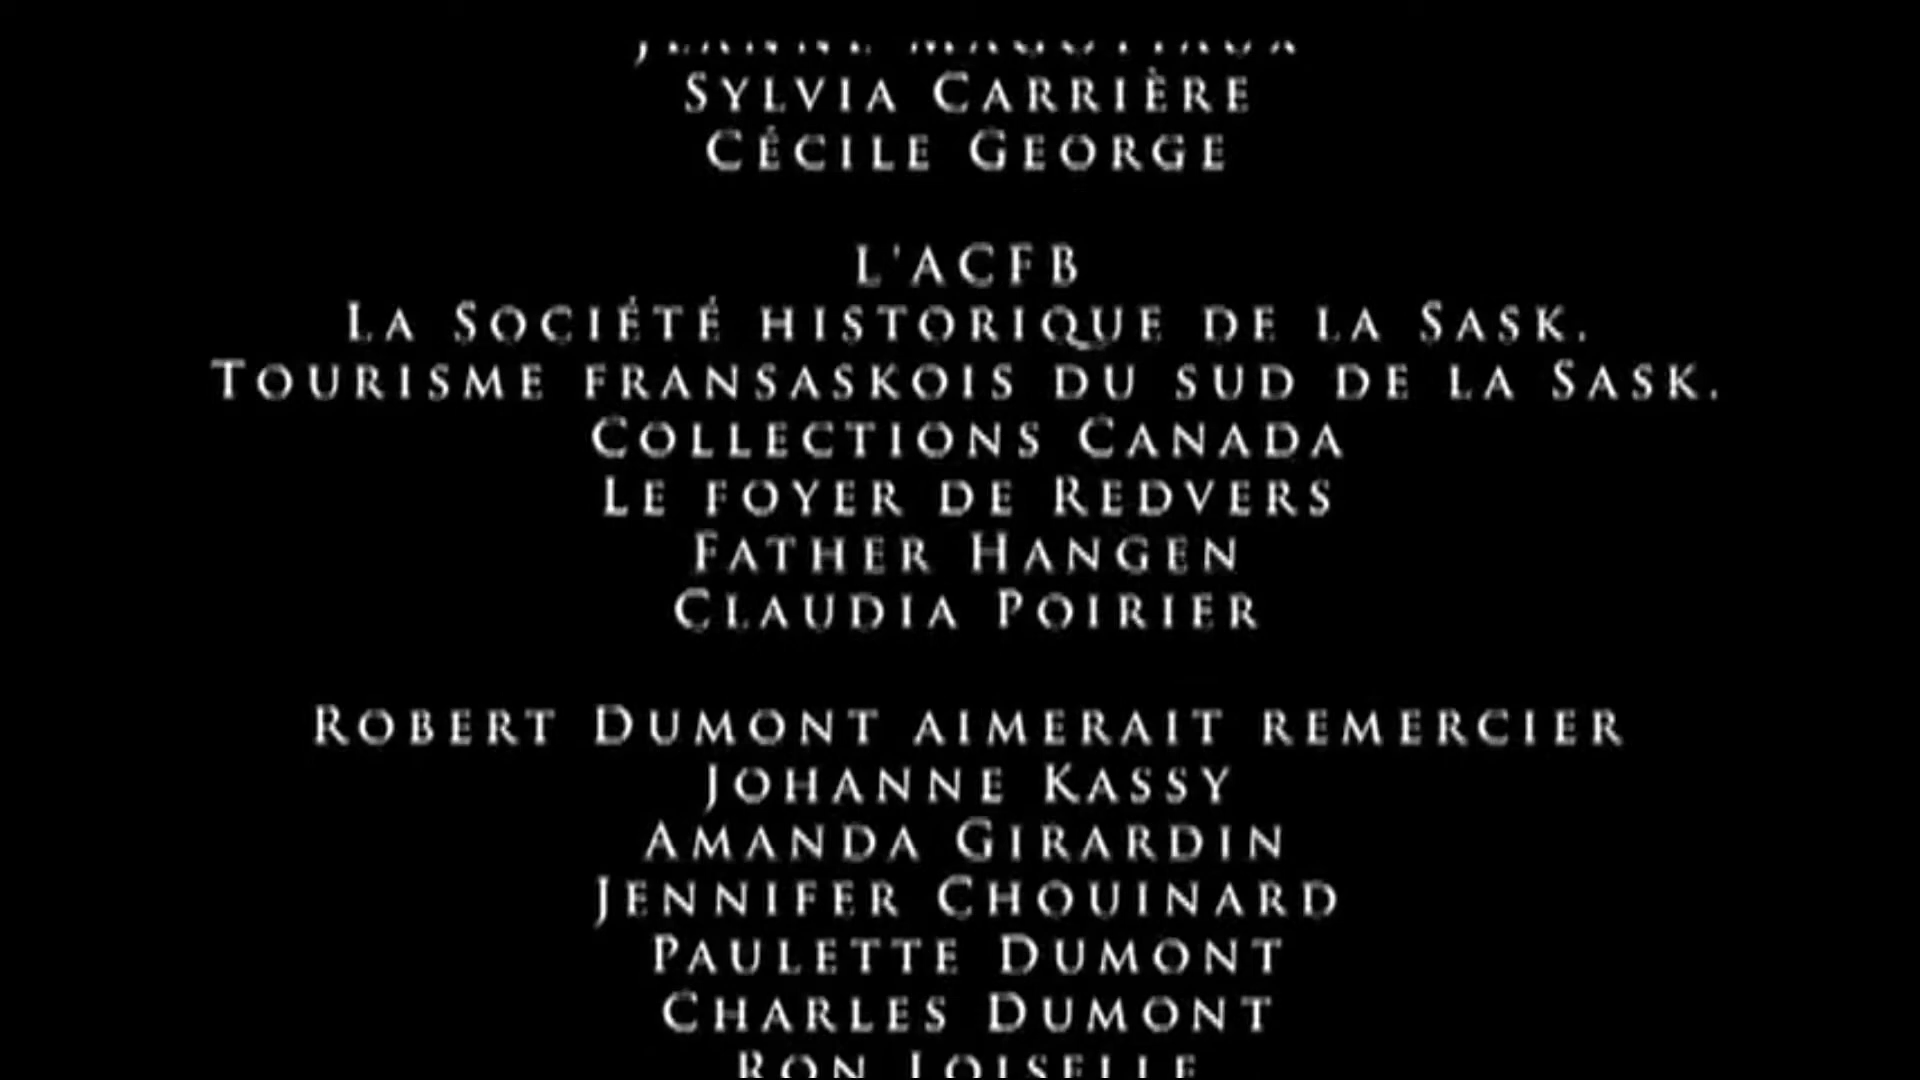 Sylvia Carrière
Cécile George
L'ACFB
La Société historique de la Sask.
Tourisme fransaskois du sud de la Sask.
Collections Canada
Le foyer de Redvers
Father Hangen
Claudia Poirier
Robert Dumont aimerait remercier
Johanne Kassy
Amanda Girardin
Jennifer Chouinard
Paulette Dumont
Charles Dumont
Ron Loiselle